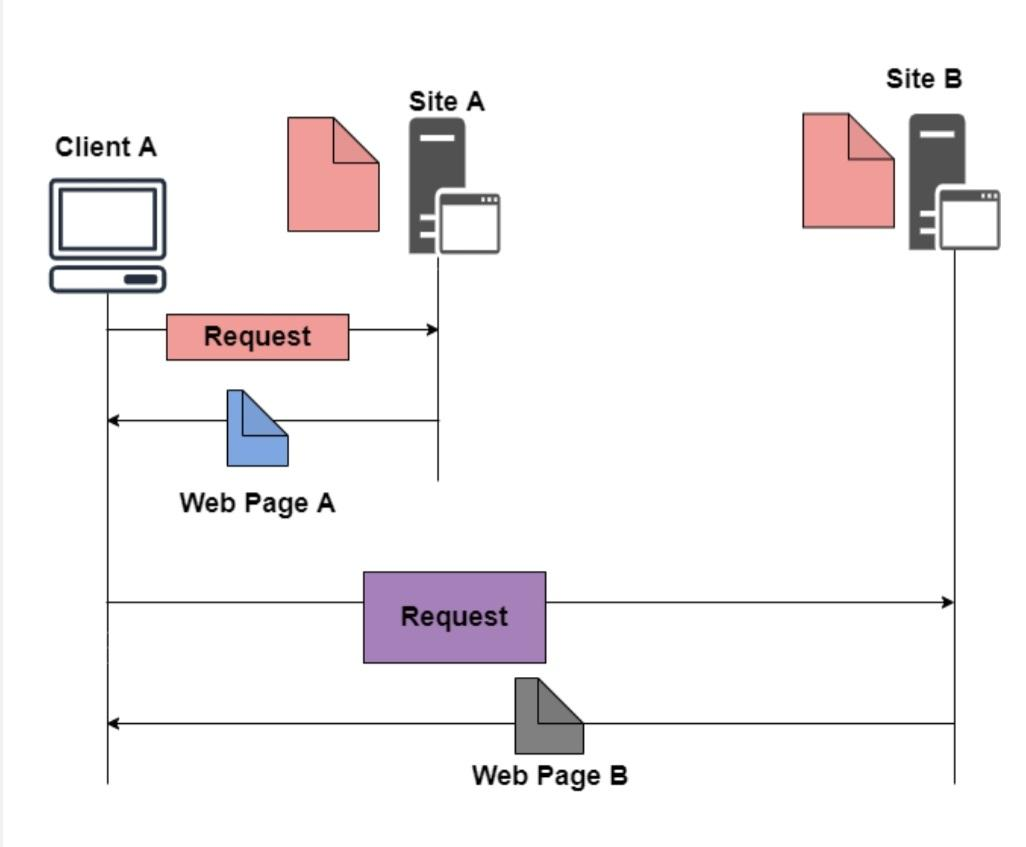 Site B
Site A
Client A
Request
Web Page A
Request
Web Page B